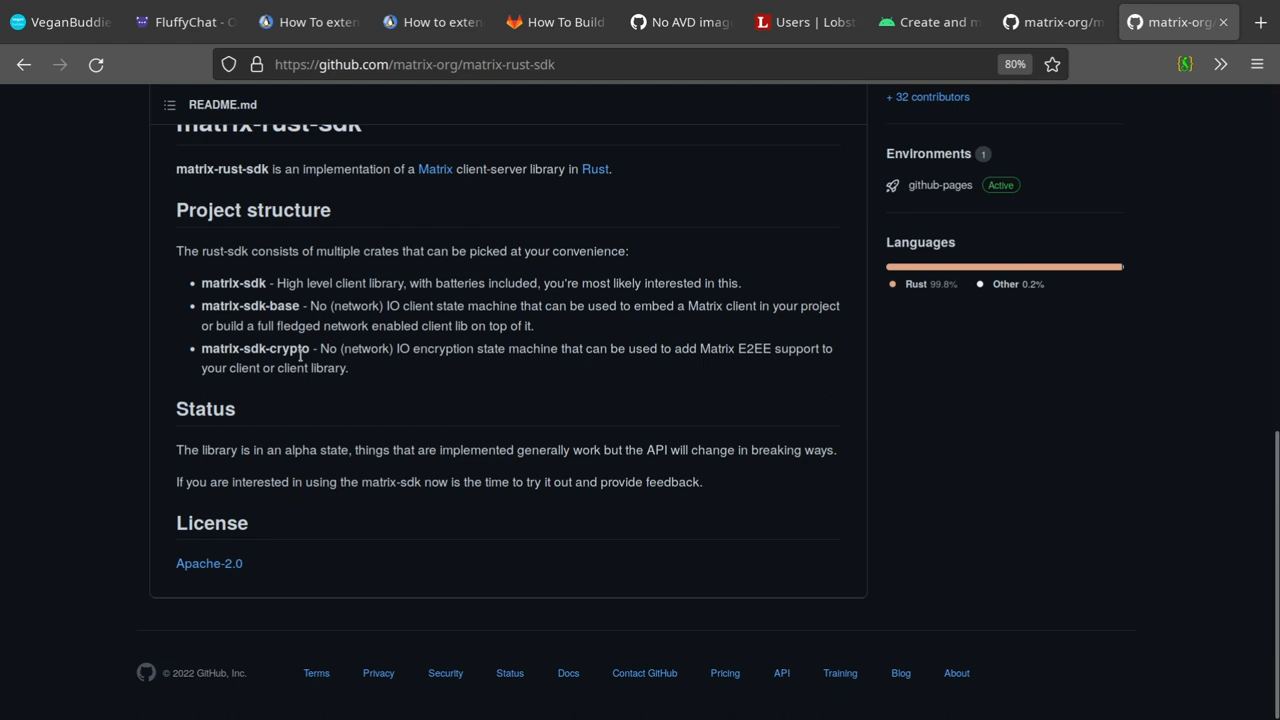 VeganBuddie
FluffyChat - O
How To exten
How to exten
How To Build
No AVD imag
Users | Lobst
Create and m
matrix-org/m
matrix-org/
https://github.com/matrix-org/matrix-rust-sdk
80%
README.md
+ 32 contributors
matrix-rust-sdk
matrix-rust-sdk is an implementation of a Matrix client-server library in Rust.
Environments 1
github-pages Active
Project structure
Languages
The rust-sdk consists of multiple crates that can be picked at your convenience:
Rust 99.8% Other 0.2%
matrix-sdk - High level client library, with batteries included, you're most likely interested in this.
matrix-sdk-base - No (network) IO client state machine that can be used to embed a Matrix client in your project
or build a full fledged network enabled client lib on top of it.
matrix-sdk-crypto - No (network) IO encryption state machine that can be used to add Matrix E2EE support to
your client or client library.
Status
The library is in an alpha state, things that are implemented generally work but the API will change in breaking ways.
If you are interested in using the matrix-sdk now is the time to try it out and provide feedback.
License
Apache-2.0
© 2022 GitHub, Inc.
Terms
Privacy
Security
Status
Docs
Contact GitHub
Pricing
API
Training
Blog
About